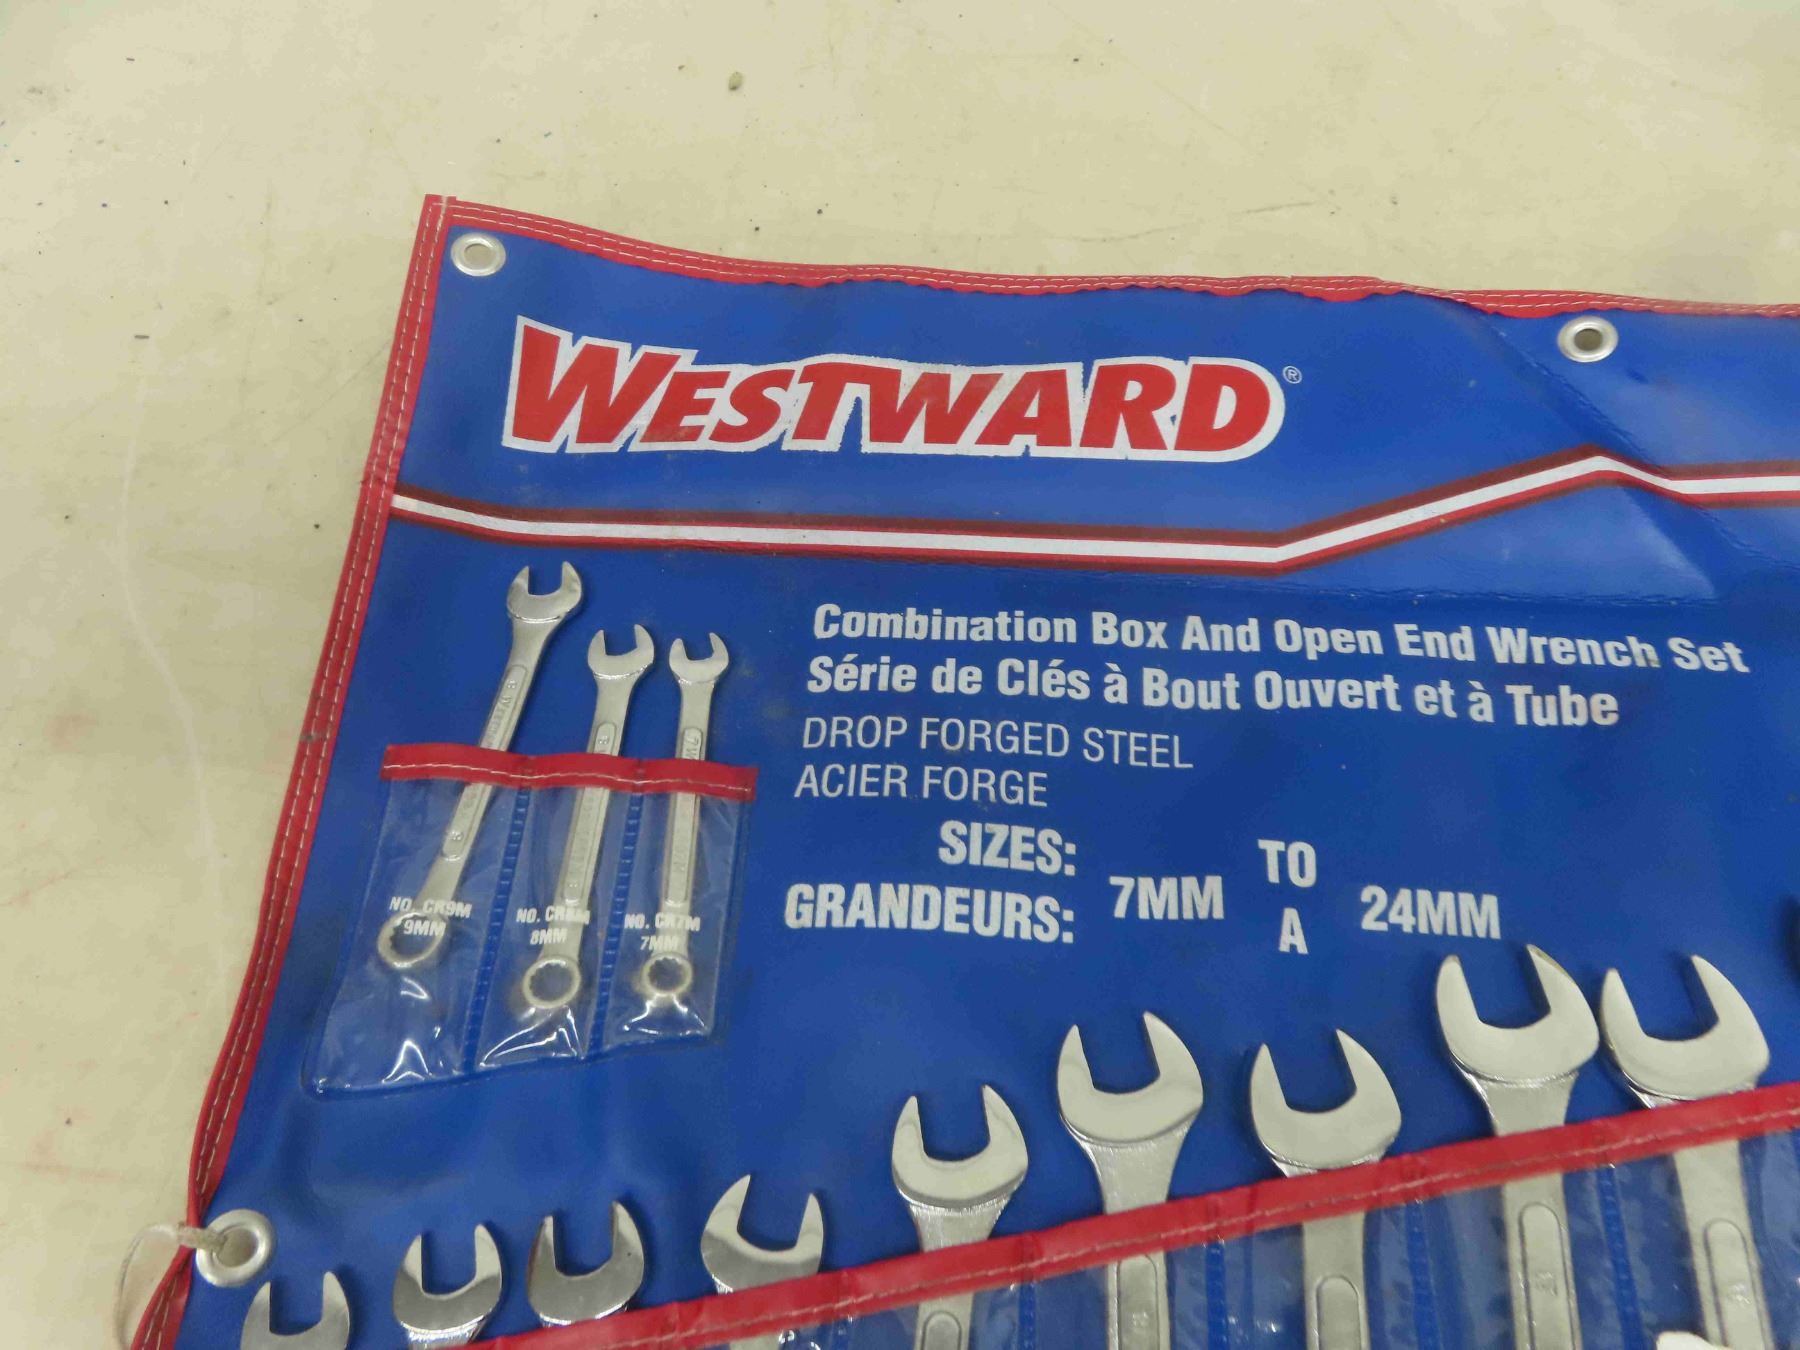 WESTWARD®
Combination Box And Open End Wrench Set
Série de Clés à Bout Ouvert et à Tube
DROP FORGED STEEL
ACIER FORGE
SIZES:
GRANDEURS:
7MM
TO
A
24MM
NO. CR9M
9MM
NO. CR8M
8MM
NO. CR7M
7MM